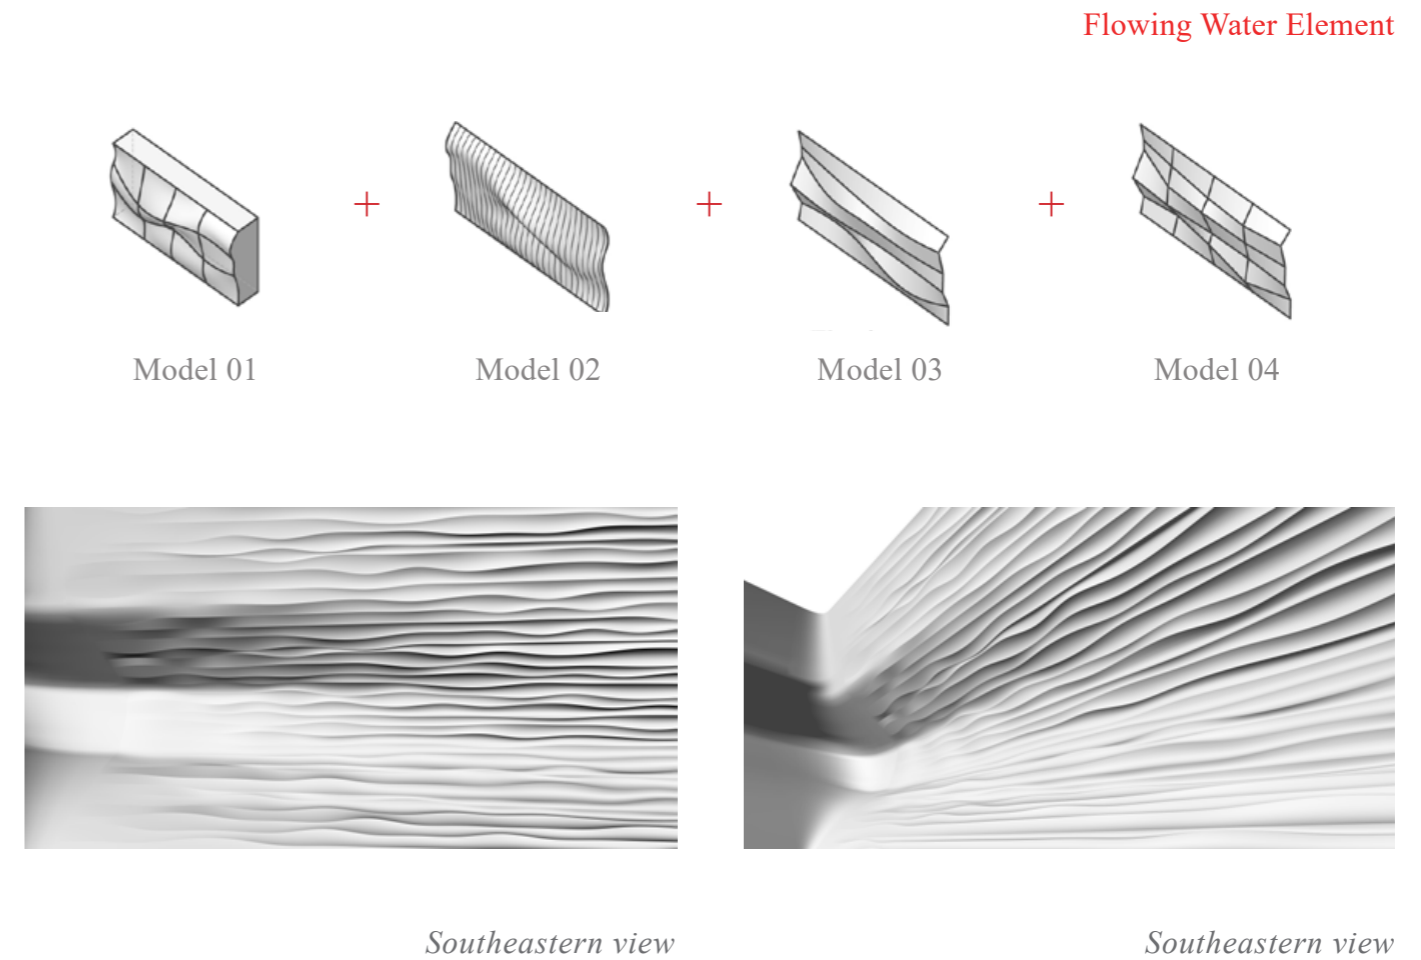 Flowing Water Element
+ + +
Model 01 Model 02 Model 03 Model 04
Southeastern view Southeastern view